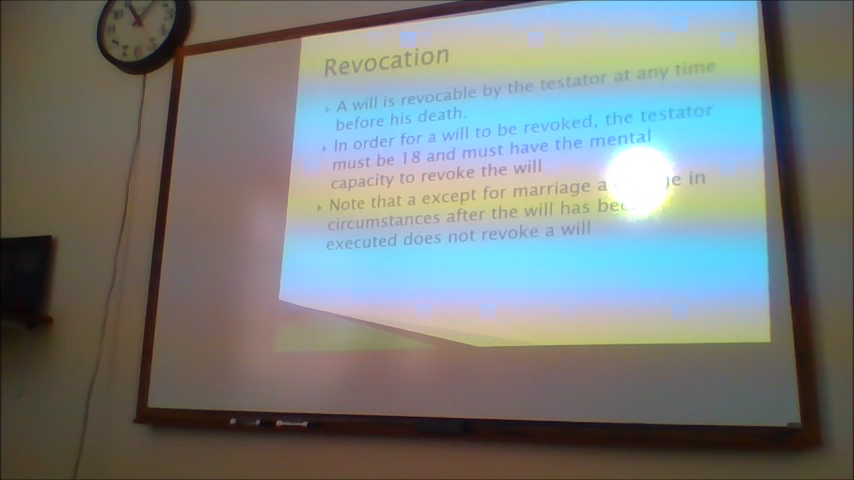 Revocation
A will is revocable by the testator at any time
before his death.
In order for a will to be revoked, the testator
must be 18 and must have the mental
capacity to revoke the will
Note that a except for marriage a in
circumstances after the will has
executed does not revoke a will